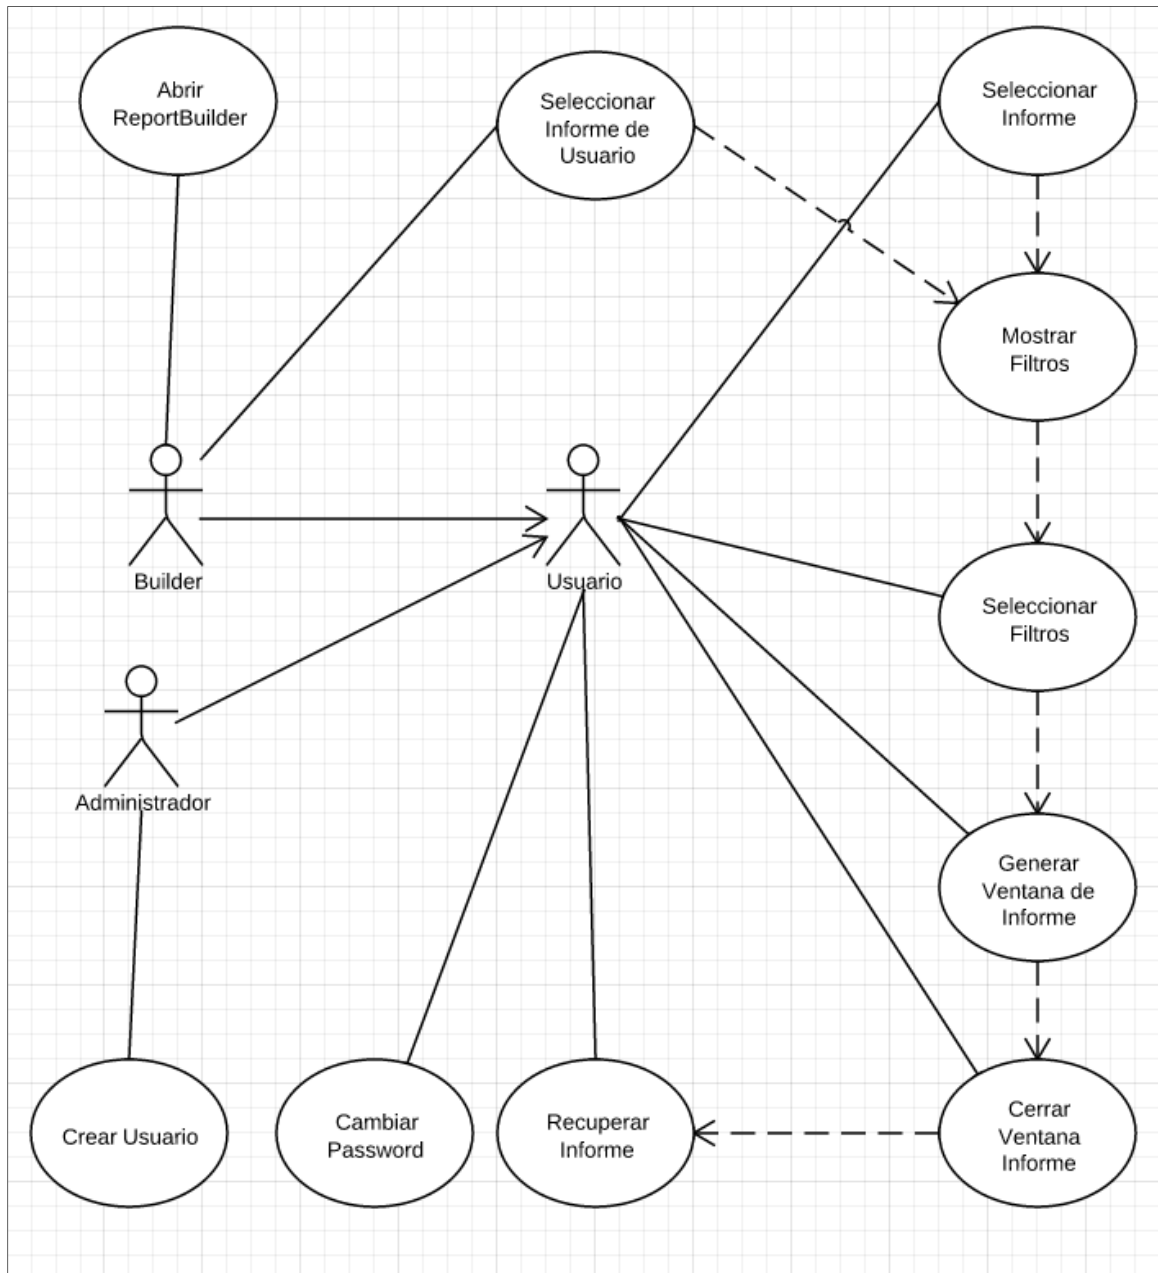 Abrir
ReportBuilder
Seleccionar
Informe de
Usuario
Seleccionar
Informe
Mostrar
Filtros
Builder
Usuario
Seleccionar
Filtros
Administrador
Generar
Ventana de
Informe
Crear Usuario
Cambiar
Password
Recuperar
Informe
Cerrar
Ventana
Informe